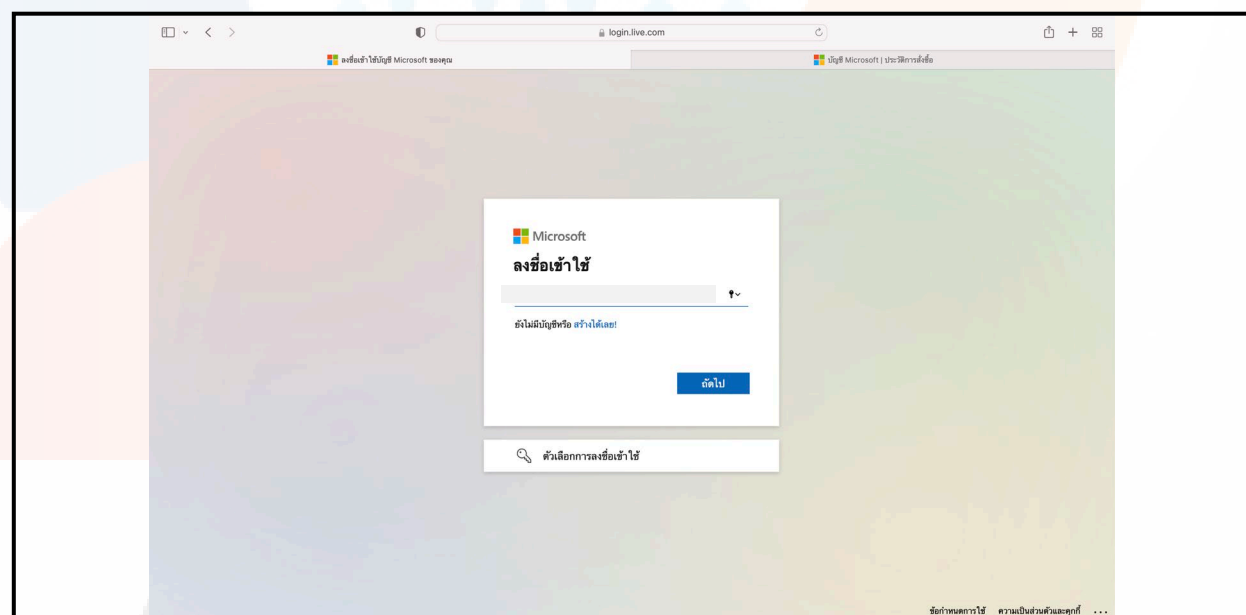 login.live.com
ลงชื่อเข้าใช้บัญชี Microsoft ของคุณ
บัญชี Microsoft | ประวัติการสั่งซื้อ
Microsoft
ลงชื่อเข้าใช้
ยังไม่มีบัญชีหรือ สร้างได้เลย!
ถัดไป
ตัวเลือกการลงชื่อเข้าใช้
ข้อกำหนดการใช้ ความเป็นส่วนตัวและคุกกี้ ...